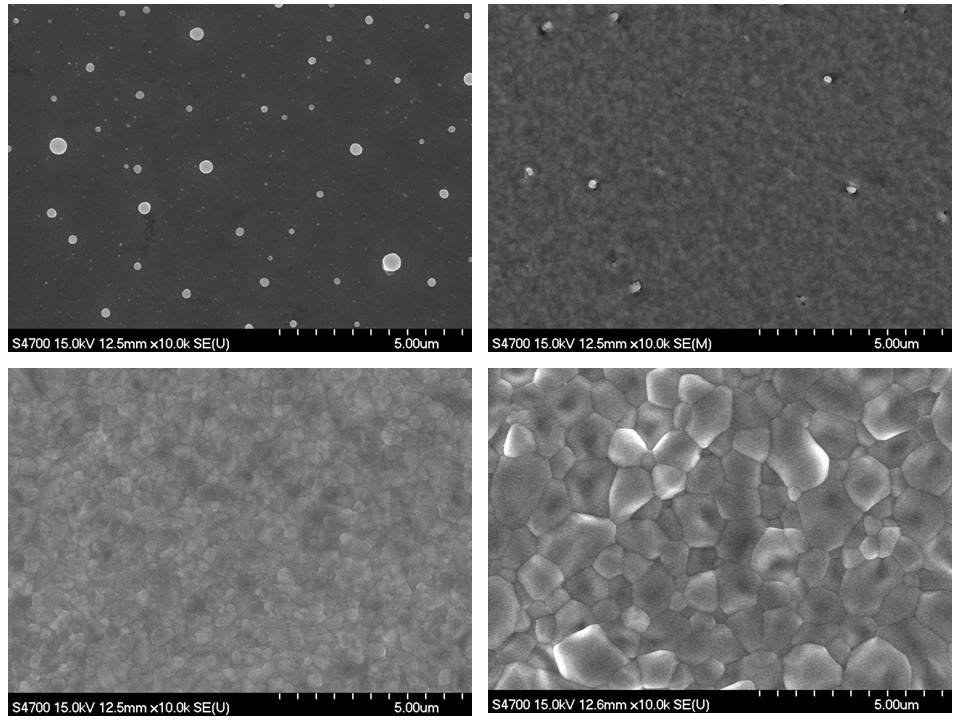 S4700 15.0kV 12.5mm x10.0k SE(U) 5.00um
S4700 15.0kV 12.5mm x10.0k SE(M) 5.00um
S4700 15.0kV 12.5mm x10.0k SE(U) 5.00um
S4700 15.0kV 12.6mm x10.0k SE(U) 5.00um